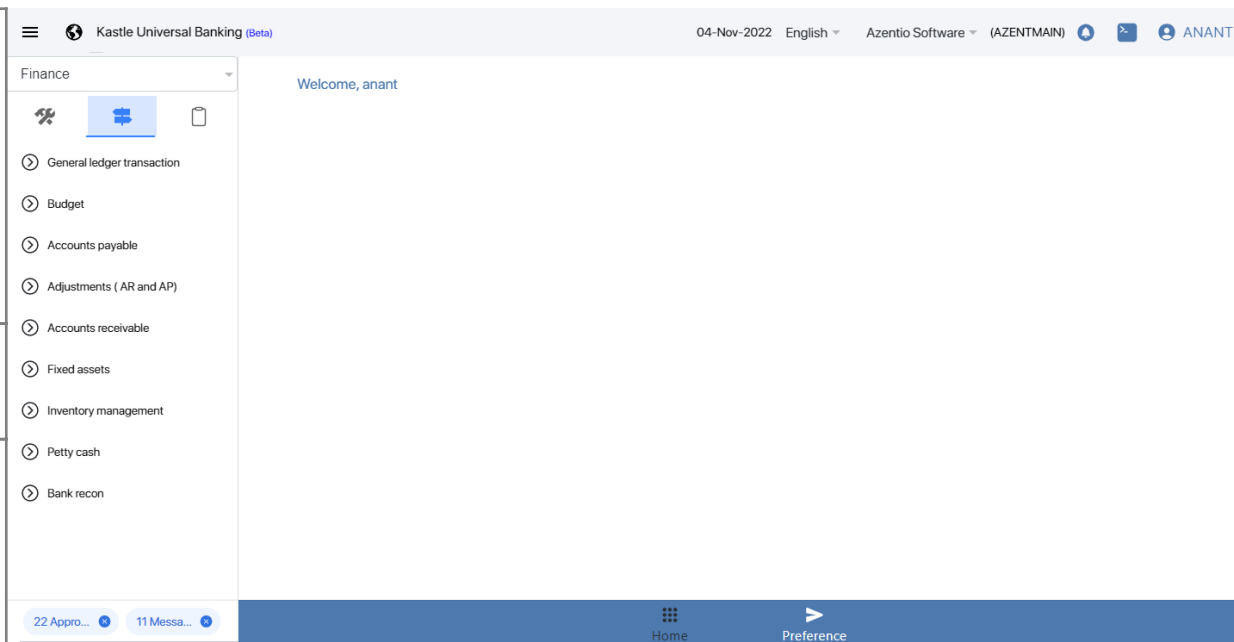 Kastle Universal Banking (Beta)
04-Nov-2022 English Azentio Software (AZENTMAIN) ANANT
Finance
Welcome, anant
General ledger transaction
Budget
Accounts payable
Adjustments ( AR and AP)
Accounts receivable
Fixed assets
Inventory management
Petty cash
Bank recon
22 Appro... 11 Messa...
Home Preference